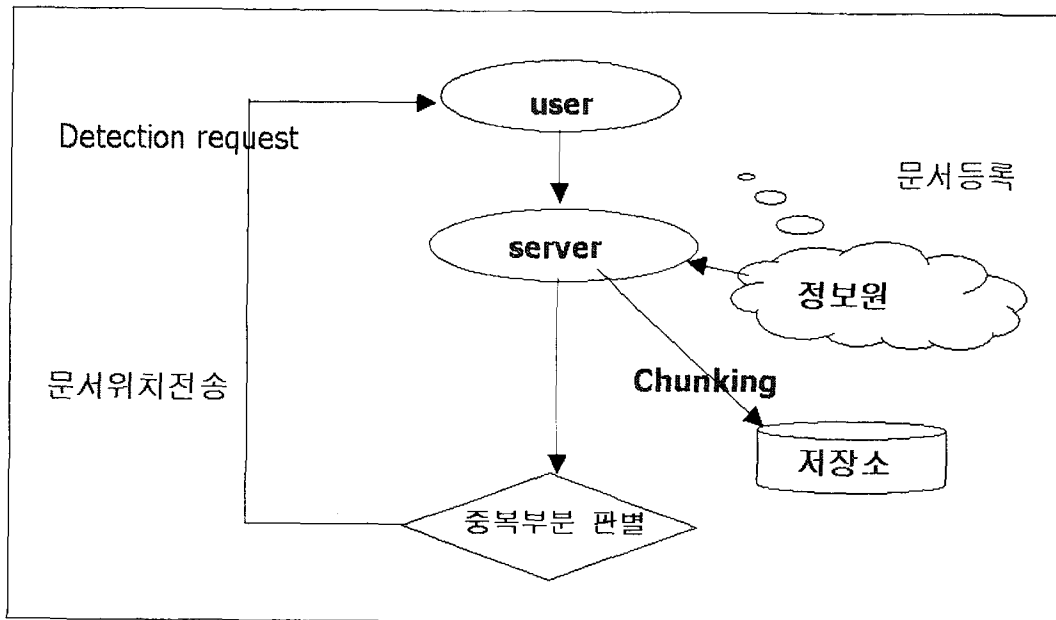 user
Detection request
문서등록
server
정보원
문서위치전송
Chunking
저장소
중복부분 판별